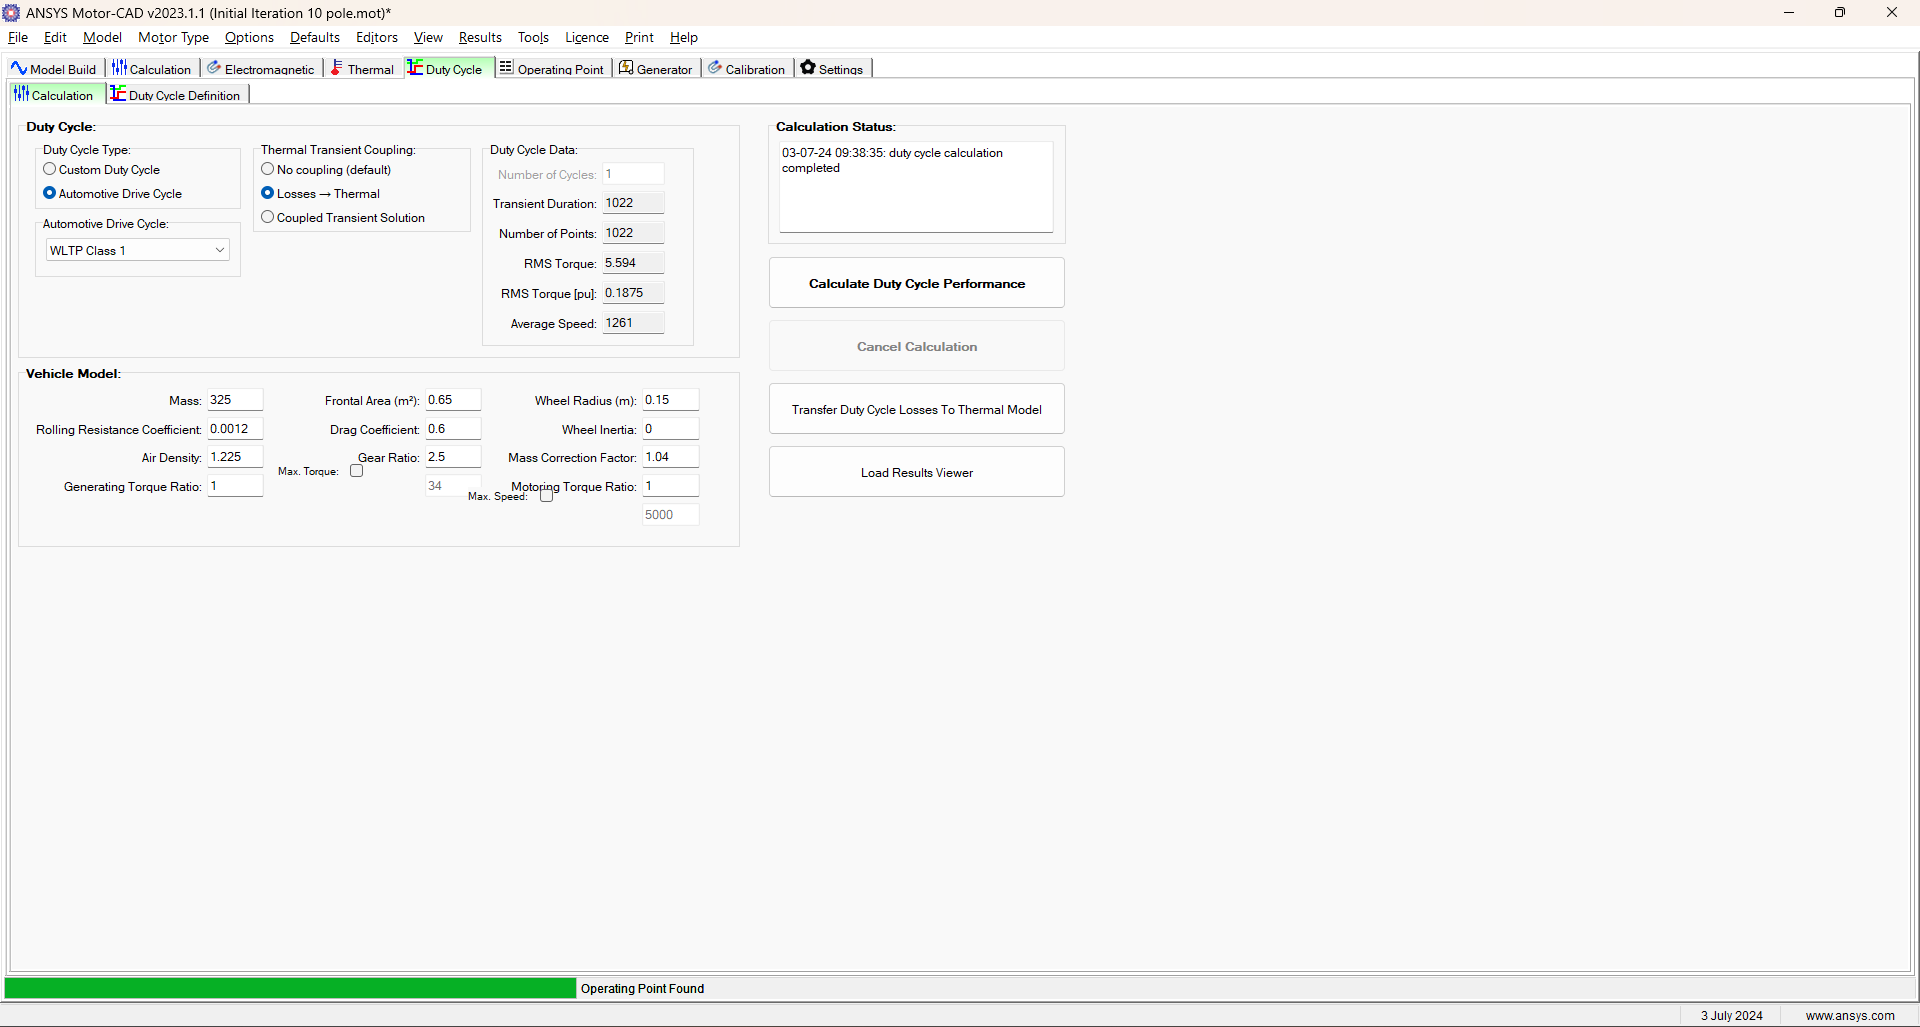 ANSYS Motor-CAD v2023.1.1 (Initial Iteration 10 pole.mot)*
File Edit Model Motor Type Options Defaults Editors View Results Tools Licence Print Help
Model Build Calculation Electromagnetic Thermal Duty Cycle Operating Point Generator Calibration Settings
Calculation Duty Cycle Definition
Duty Cycle:
Duty Cycle Type:
Custom Duty Cycle
Automotive Drive Cycle
Automotive Drive Cycle:
WLTP Class 1
Thermal Transient Coupling:
No coupling (default)
Losses → Thermal
Coupled Transient Solution
Duty Cycle Data:
Number of Cycles: 1
Transient Duration: 1022
Number of Points: 1022
RMS Torque: 5.594
RMS Torque [pu]: 0.1875
Average Speed: 1261
Vehicle Model:
Mass: 325 Frontal Area (m²): 0.65 Wheel Radius (m): 0.15
Rolling Resistance Coefficient: 0.0012 Drag Coefficient: 0.6 Wheel Inertia: 0
Air Density: 1.225 Gear Ratio: 2.5 Mass Correction Factor: 1.04
Max. Torque:
Generating Torque Ratio: 1 34 Motoring Torque Ratio: 1
Max. Speed:
5000
Calculation Status:
03-07-24 09:38:35: duty cycle calculation
completed
Calculate Duty Cycle Performance
Cancel Calculation
Transfer Duty Cycle Losses To Thermal Model
Load Results Viewer
Operating Point Found
3 July 2024 www.ansys.com